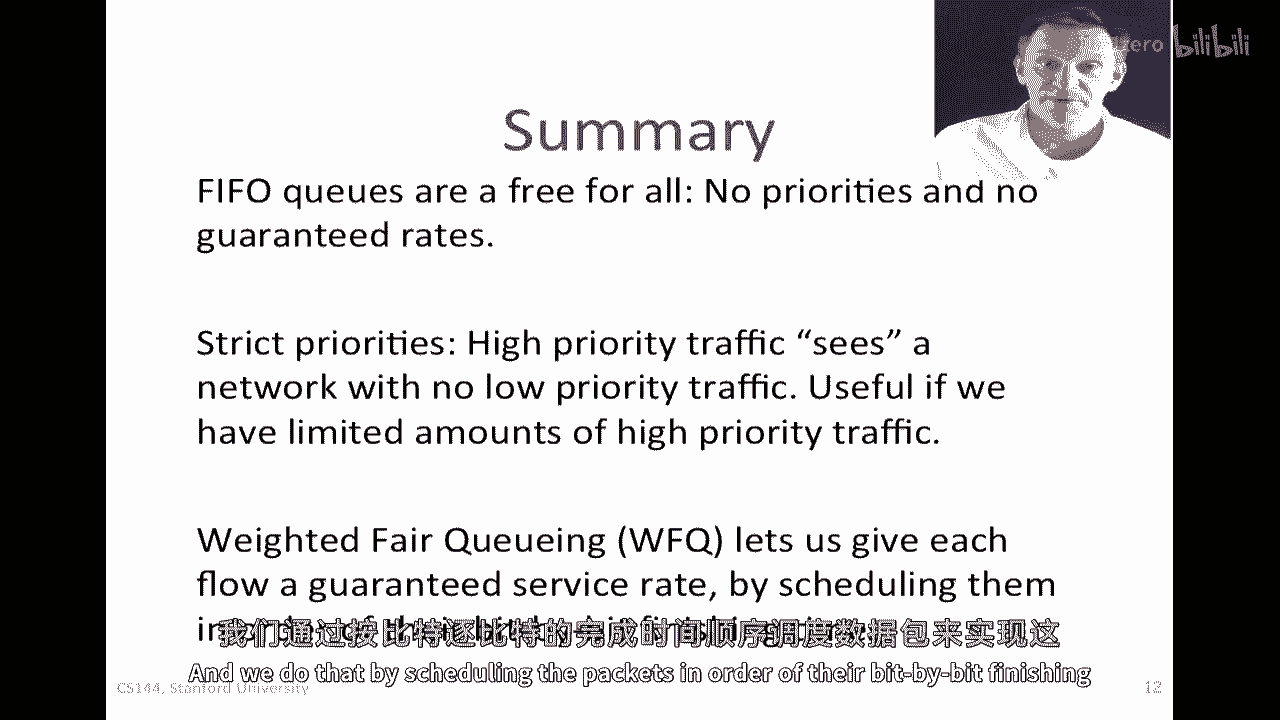 zero bilibili
Summary
FIFO queues are a free for all: No priorities and no
guaranteed rates.
Strict priorities: High priority traffic “sees” a
network with no low priority traffic. Useful if we
have limited amounts of high priority traffic.
Weighted Fair Queueing (WFQ) lets us give each
flow a guaranteed service rate, by scheduling them
我们通过按比特逐比特的完成时间顺序调度数据包来实现这
And we do that by scheduling the packets in order of their bit-by-bit finishing
CS144, Stanford University
12